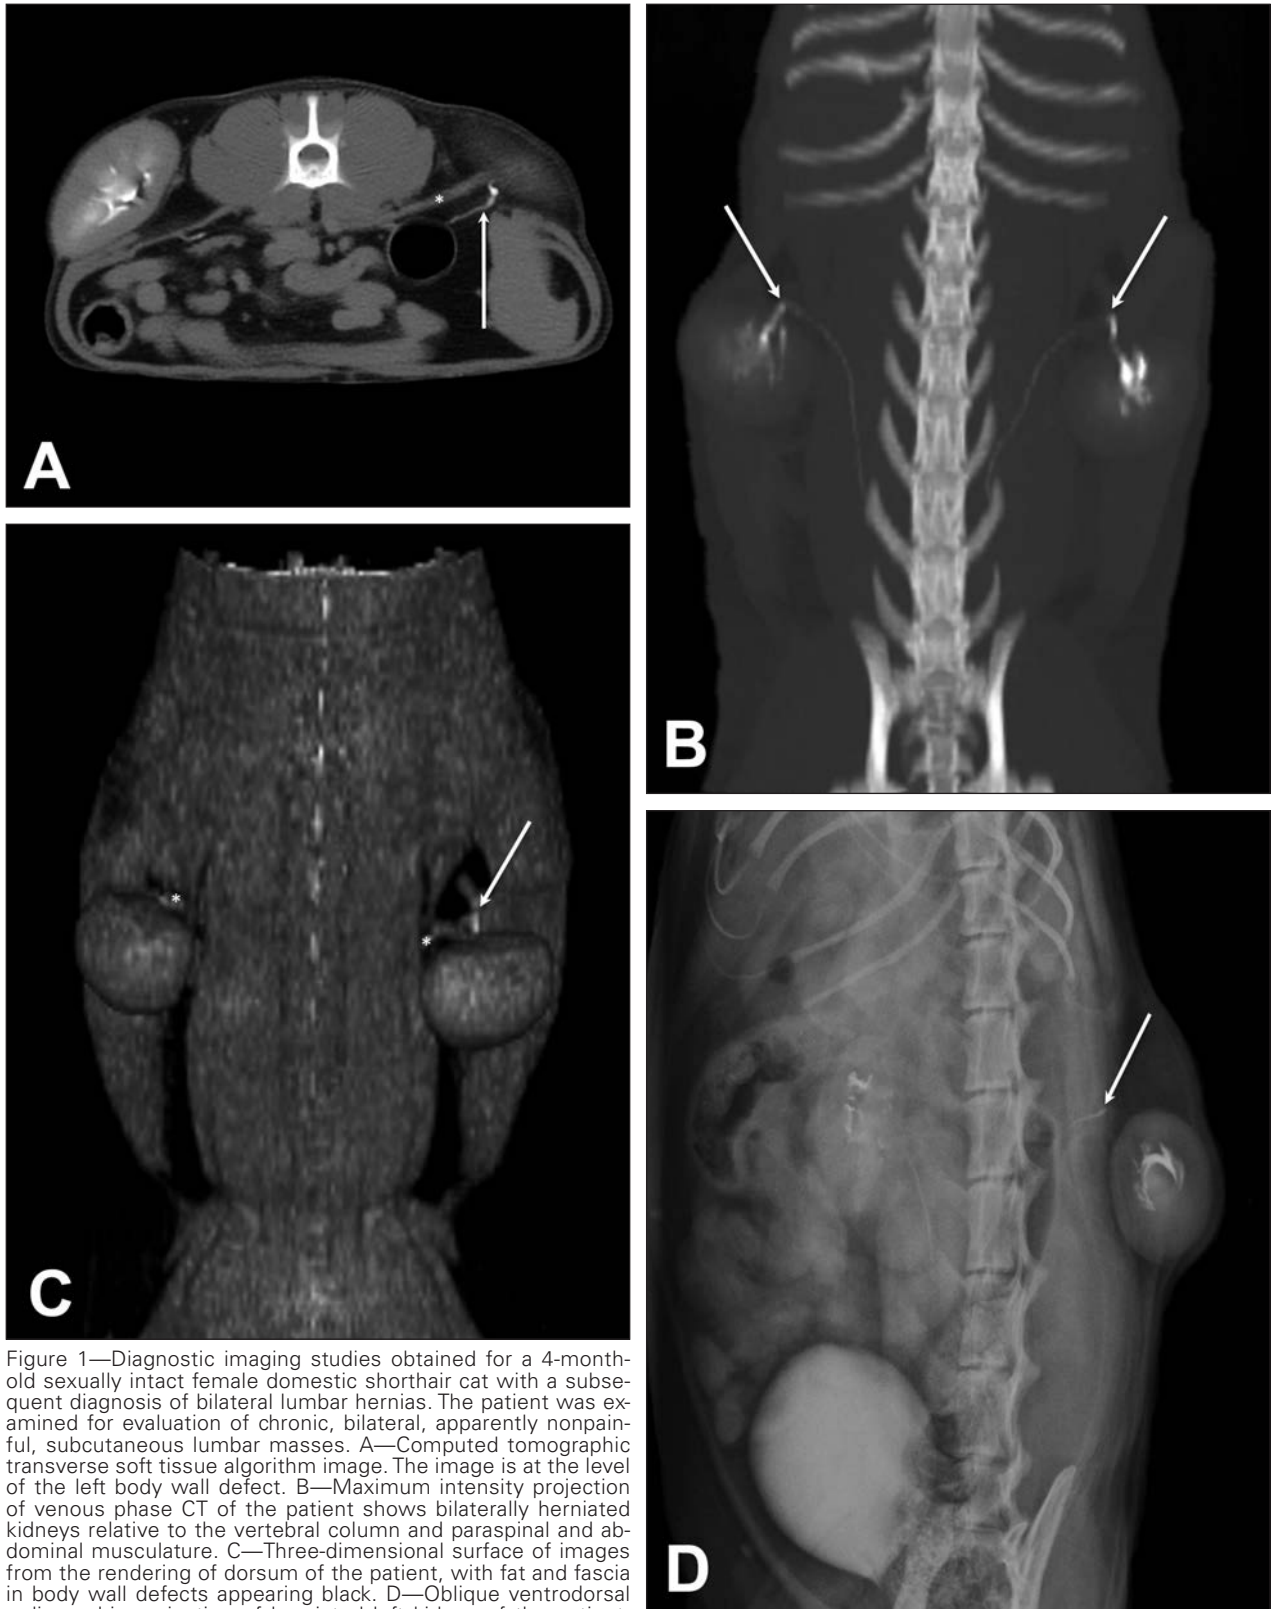 A
B
C
D
*
*
*
Figure 1—Diagnostic imaging studies obtained for a 4-month-
old sexually intact female domestic shorthair cat with a subse-
quent diagnosis of bilateral lumbar hernias. The patient was ex-
amined for evaluation of chronic, bilateral, apparently nonpain-
ful, subcutaneous lumbar masses. A—Computed tomographic
transverse soft tissue algorithm image. The image is at the level
of the left body wall defect. B—Maximum intensity projection
of venous phase CT of the patient shows bilaterally herniated
kidneys relative to the vertebral column and paraspinal and ab-
dominal musculature. C—Three-dimensional surface of images
from the rendering of dorsum of the patient, with fat and fascia
in body wall defects appearing black. D—Oblique ventrodorsal